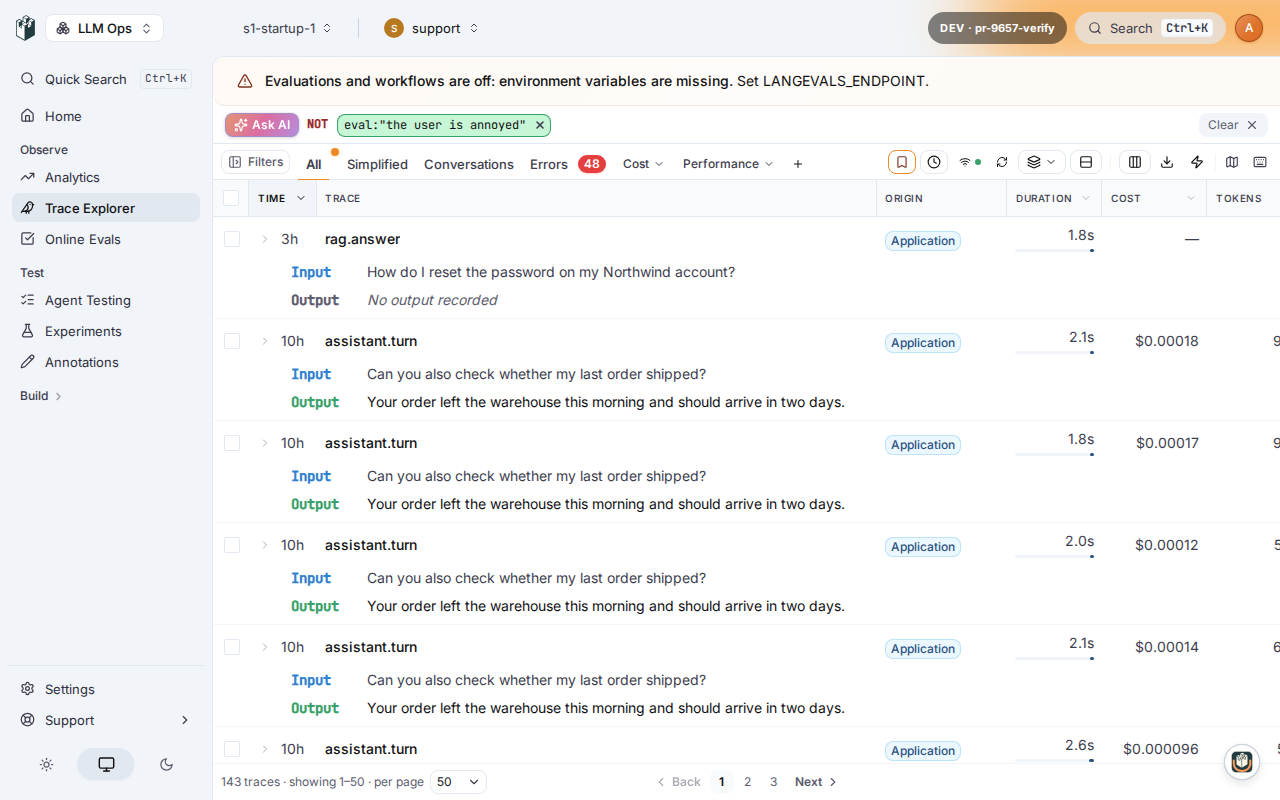 LLM Ops
s1-startup-1
S
support
DEV · pr-9657-verify
Search Ctrl+K
A
Quick Search Ctrl+K
Home
Observe
Analytics
Trace Explorer
Online Evals
Test
Agent Testing
Experiments
Annotations
Build
Settings
Support
Evaluations and workflows are off: environment variables are missing. Set LANGEVALS_ENDPOINT.
Ask AI NOT eval:"the user is annoyed"
Clear
Filters All Simplified Conversations Errors 48 Cost Performance
TIME TRACE ORIGIN DURATION COST TOKENS
3h rag.answer Application 1.8s —
Input How do I reset the password on my Northwind account?
Output No output recorded
10h assistant.turn Application 2.1s $0.00018 9
Input Can you also check whether my last order shipped?
Output Your order left the warehouse this morning and should arrive in two days.
10h assistant.turn Application 1.8s $0.00017 9
Input Can you also check whether my last order shipped?
Output Your order left the warehouse this morning and should arrive in two days.
10h assistant.turn Application 2.0s $0.00012 5
Input Can you also check whether my last order shipped?
Output Your order left the warehouse this morning and should arrive in two days.
10h assistant.turn Application 2.1s $0.00014 6
Input Can you also check whether my last order shipped?
Output Your order left the warehouse this morning and should arrive in two days.
10h assistant.turn Application 2.6s $0.000096
143 traces · showing 1–50 · per page 50
Back 1 2 3 Next